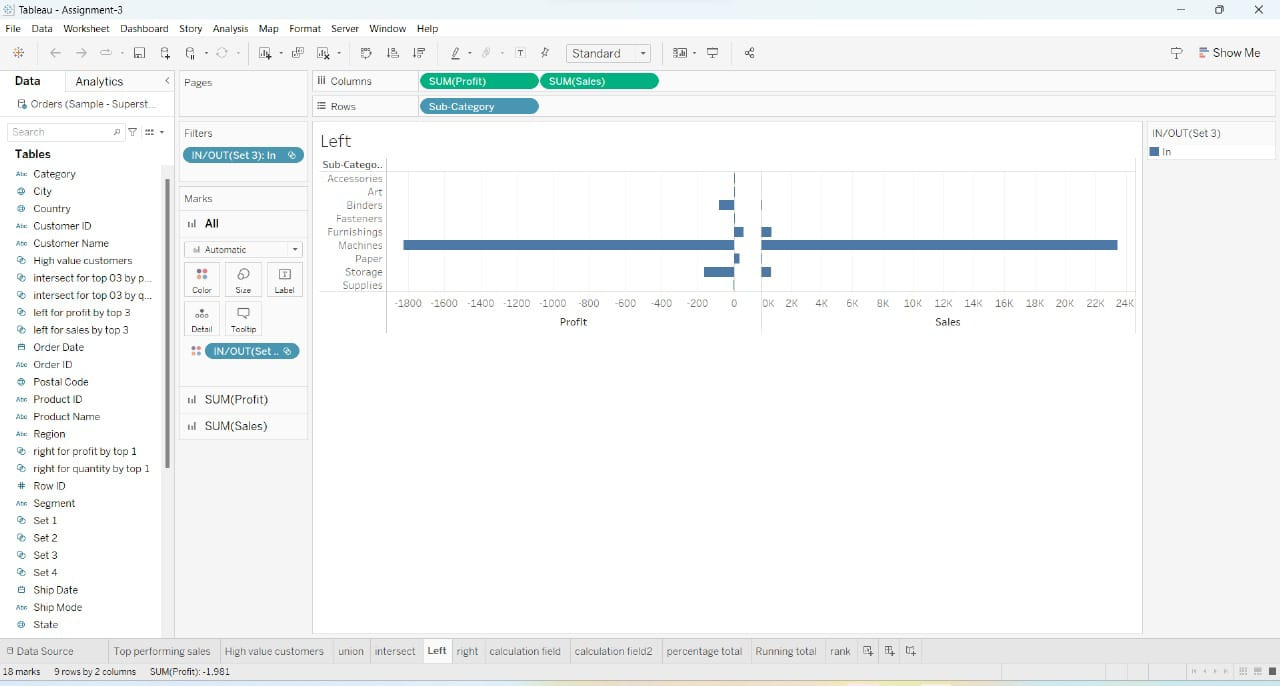 Tableau - Assignment-3
File Data Worksheet Dashboard Story Analysis Map Format Server Window Help
Standard
Show Me
Data Analytics
Orders (Sample - Superst...
Search
Tables
Abc Category
City
Country
Abc Customer ID
Abc Customer Name
High value customers
intersect for top 03 by p...
intersect for top 03 by q...
left for profit by top 3
left for sales by top 3
Order Date
Abc Order ID
Postal Code
Abc Product ID
Abc Product Name
Abc Region
right for profit by top 1
right for quantity by top 1
# Row ID
Abc Segment
Set 1
Set 2
Set 3
Set 4
Ship Date
Abc Ship Mode
State
Pages
Filters
IN/OUT(Set 3): In
Marks
All
Automatic
Color Size Label
Detail Tooltip
IN/OUT(Set ..
SUM(Profit)
SUM(Sales)
Columns SUM(Profit) SUM(Sales)
Rows Sub-Category
Left
Sub-Catego..
Accessories
Art
Binders
Fasteners
Furnishings
Machines
Paper
Storage
Supplies
-1800 -1600 -1400 -1200 -1000 -800 -600 -400 -200 0 0K 2K 4K 6K 8K 10K 12K 14K 16K 18K 20K 22K 24K
Profit Sales
IN/OUT(Set 3)
In
Data Source Top performing sales High value customers union intersect Left right calculation field calculation field2 percentage total Running total rank
18 marks 9 rows by 2 columns SUM(Profit): -1,981